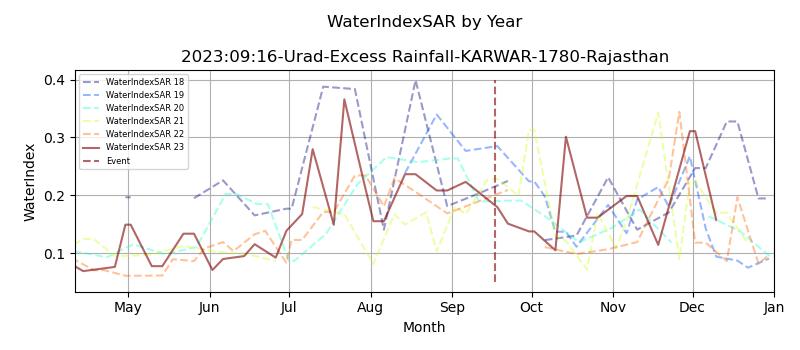 WaterIndexSAR by Year
2023:09:16-Urad-Excess Rainfall-KARWAR-1780-Rajasthan
0.4
0.3
0.2
0.1
WaterIndex
WaterIndexSAR 18
WaterIndexSAR 19
WaterIndexSAR 20
WaterIndexSAR 21
WaterIndexSAR 22
WaterIndexSAR 23
Event
May Jun Jul Aug Sep Oct Nov Dec Jan
Month